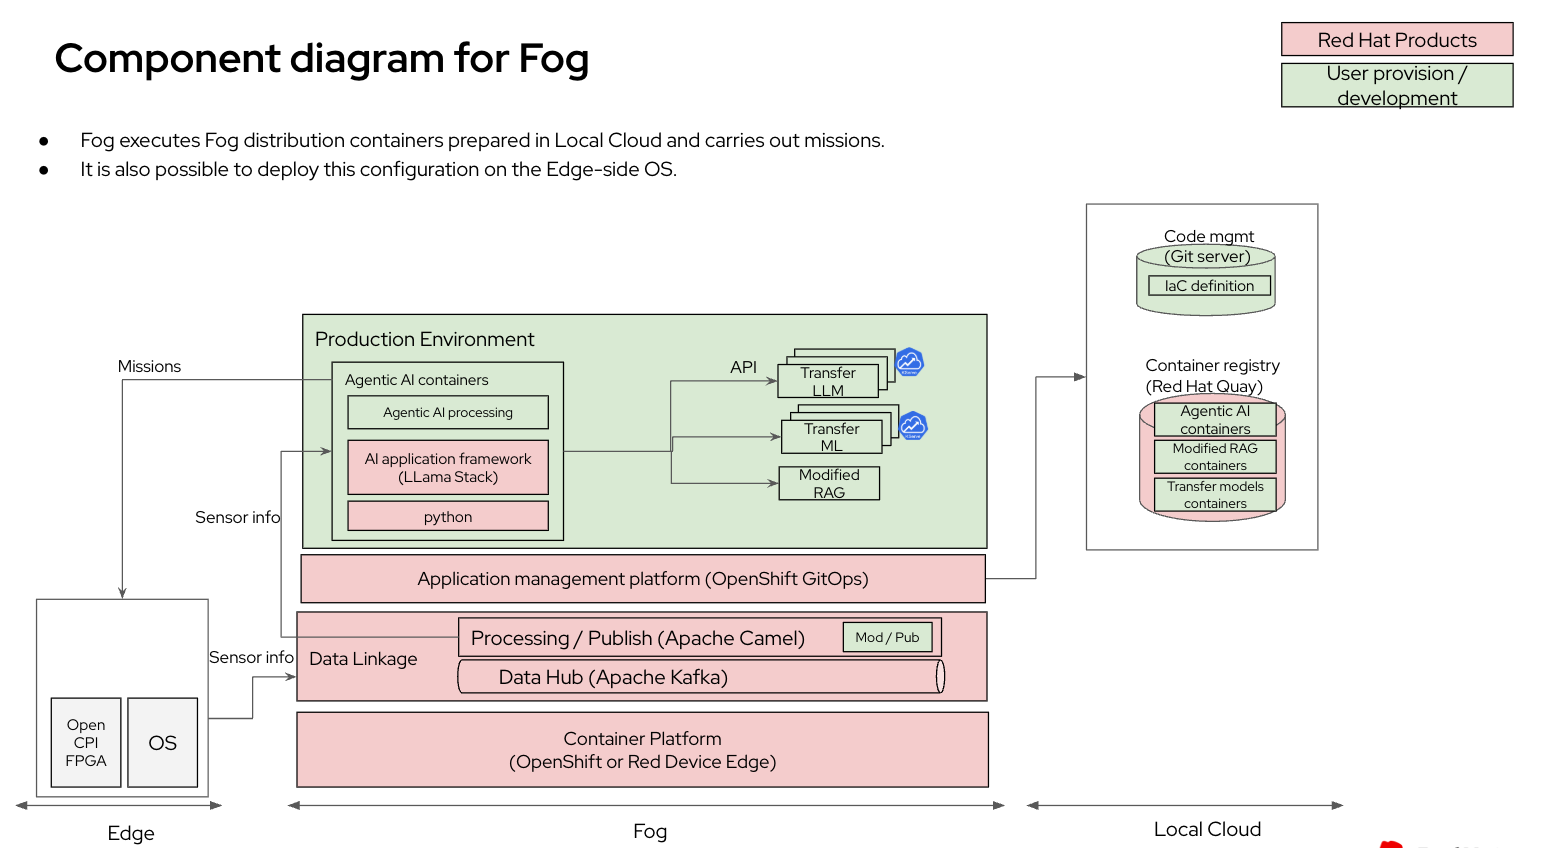 Component diagram for Fog
Red Hat Products
User provision /
development
● Fog executes Fog distribution containers prepared in Local Cloud and carries out missions.
● It is also possible to deploy this configuration on the Edge-side OS.
Code mgmt
(Git server)
IaC definition
Container registry
(Red Hat Quay)
Agentic AI
containers
Modified RAG
containers
Transfer models
containers
Production Environment
Missions
Agentic AI containers
Agentic AI processing
AI application framework
(LLama Stack)
python
API
Transfer
LLM
Transfer
ML
Modified
RAG
Sensor info
Application management platform (OpenShift GitOps)
Processing / Publish (Apache Camel)
Mod / Pub
Sensor info
Data Linkage
Data Hub (Apache Kafka)
Open
CPI
FPGA
OS
Container Platform
(OpenShift or Red Device Edge)
Edge
Fog
Local Cloud